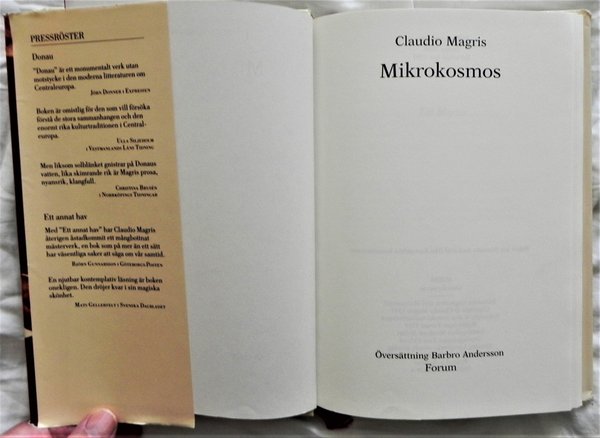 PRESSRÖSTER
Donau
"Donau" är ett monumentalt verk utan
motstycke i den moderna litteraturen om
Centraleuropa.
JÖRN DONNER I EXPRESSEN
Boken är omistlig för den som vill försöka
förstå de stora sammanhangen och den
enormt rika kulturtraditionen i Central-
europa.
ULLA SILJEHOLM
I VESTMANLANDS LÄNS TIDNING
Men liksom solblänket gnistrar på Donaus
vatten, lika skimrande rik är Magris prosa,
nyansrik, klangfull.
CHRISTINA BRUDÉN
I NORRKÖPINGS TIDNINGAR
Ett annat hav
Med "Ett annat hav" har Claudio Magris
återigen åstadkommit ett mångbottnat
mästerverk, en bok som på mer än ett sätt
har väsentliga saker att säga om vår samtid.
BJÖRN GUNNARSSON I GÖTEBORGS-POSTEN
En njutbar kontemplativ läsning är boken
onekligen. Den dröjer kvar i sin magiska
skönhet.
MATS GELLERFELT I SVENSKA DAGBLADET
Claudio Magris
Mikrokosmos
Översättning Barbro Andersson
Forum